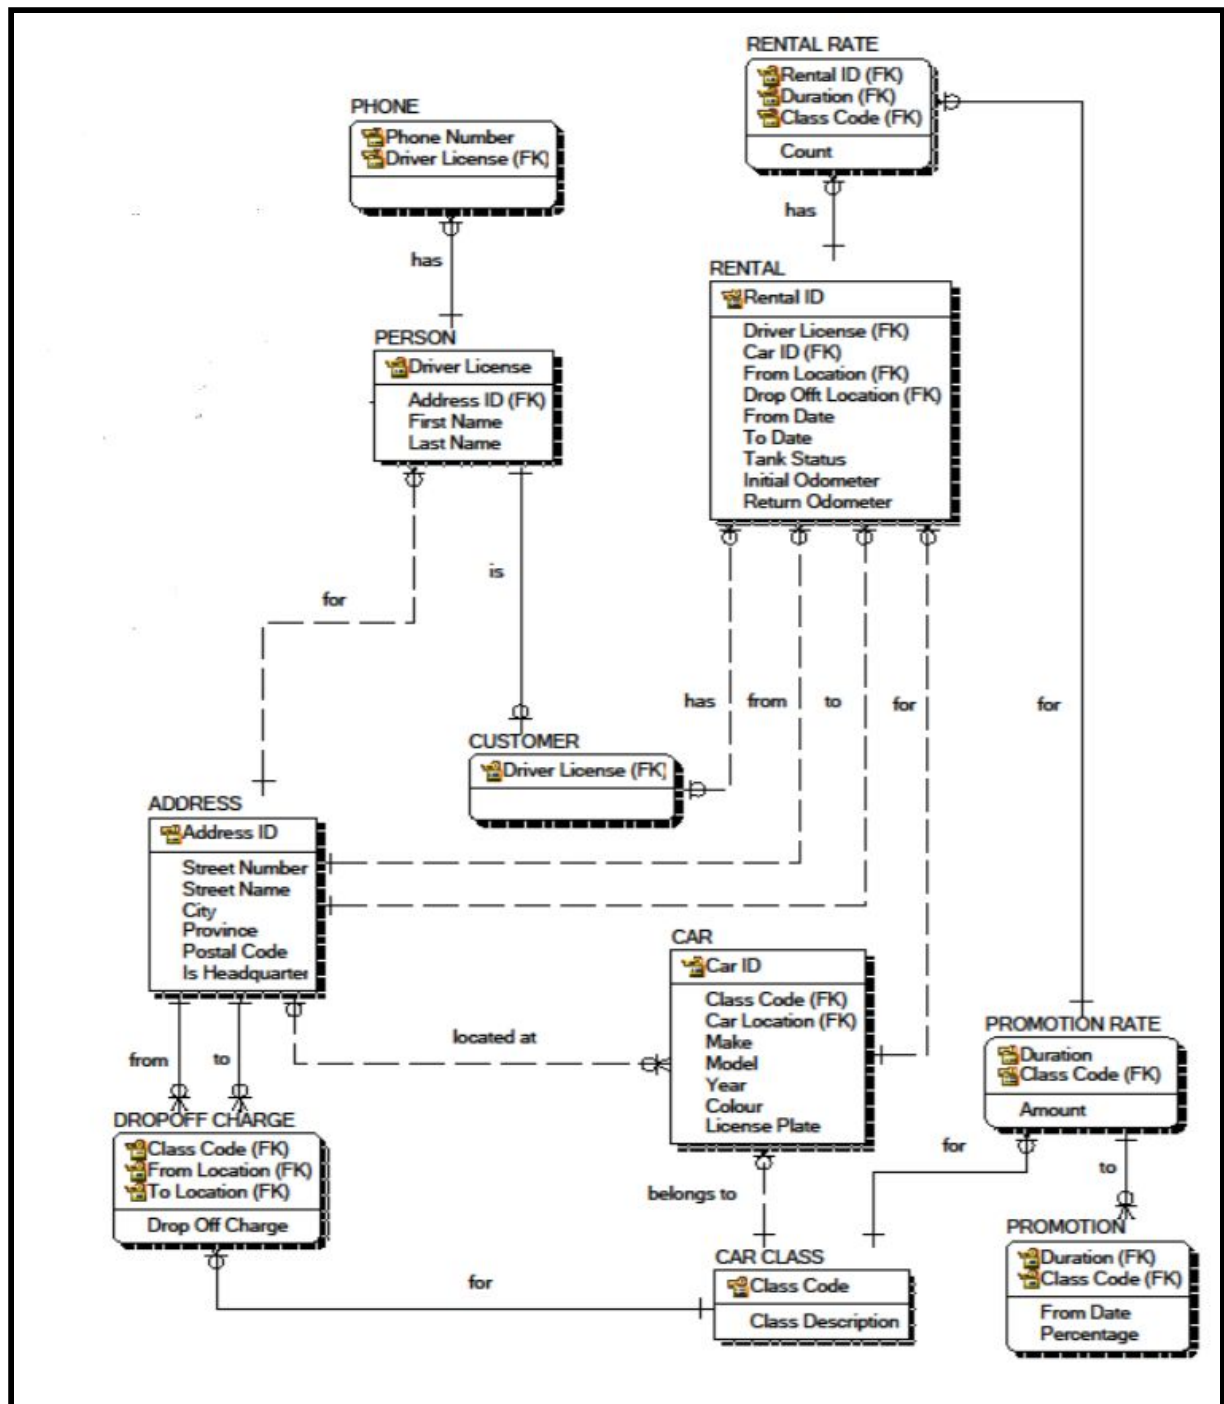 RENTAL RATE
Rental ID (FK)
Duration (FK)
Class Code (FK)
Count
PHONE
Phone Number
Driver License (FK)
has
has
RENTAL
Rental ID
Driver License (FK)
Car ID (FK)
From Location (FK)
Drop Offt Location (FK)
From Date
To Date
Tank Status
Initial Odometer
Return Odometer
PERSON
Driver License
Address ID (FK)
First Name
Last Name
is
for
has
from
to
for
for
CUSTOMER
Driver License (FK)
ADDRESS
Address ID
Street Number
Street Name
City
Province
Postal Code
Is Headquarter
CAR
Car ID
Class Code (FK)
Car Location (FK)
Make
Model
Year
Colour
License Plate
located at
from
to
PROMOTION RATE
Duration
Class Code (FK)
Amount
DROPOFF CHARGE
Class Code (FK)
From Location (FK)
To Location (FK)
Drop Off Charge
belongs to
for
to
PROMOTION
Duration (FK)
Class Code (FK)
From Date
Percentage
CAR CLASS
Class Code
Class Description
for